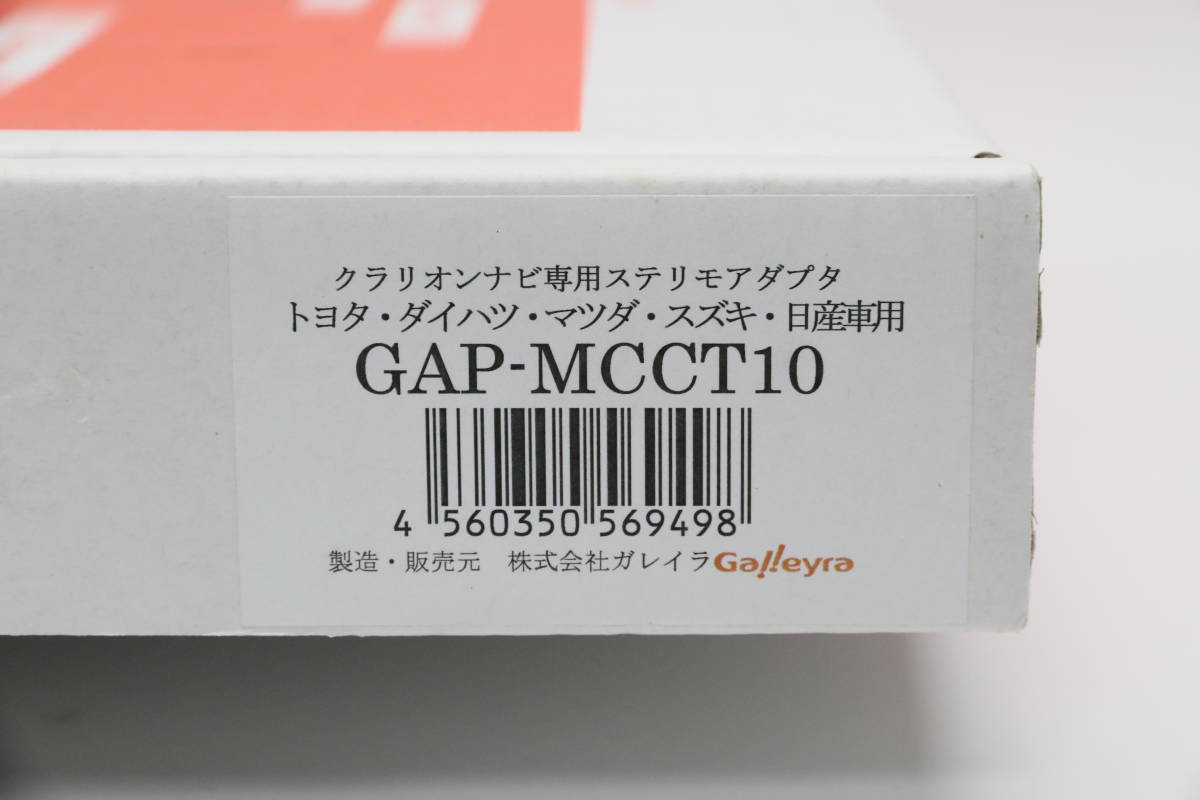 クラリオンナビ専用ステリモアダプタ
トヨタ・ダイハツ・マツダ・スズキ・日産車用
GAP-MCCT10
4 560350 569498
製造・販売元 株式会社ガレイラ Galleyra